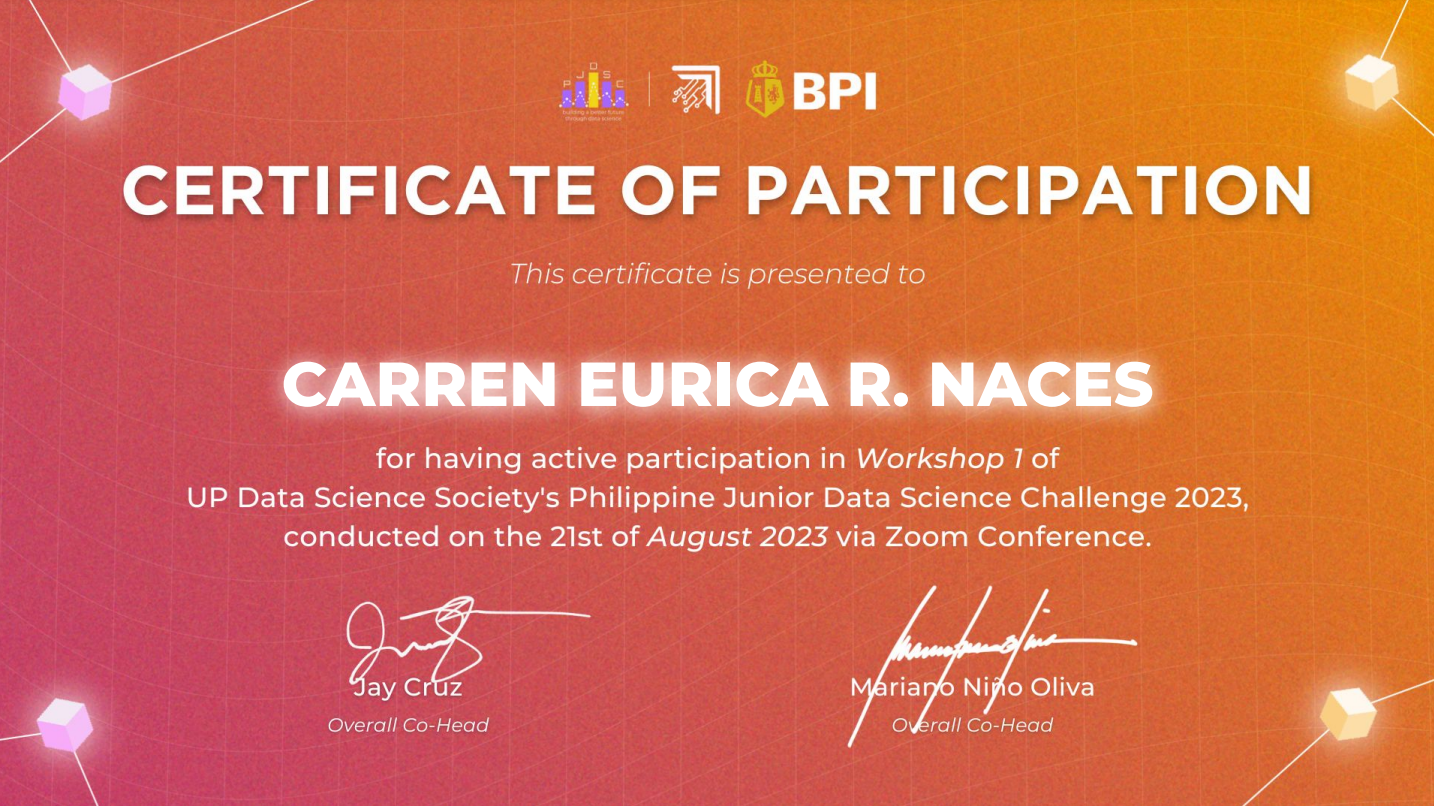 PJDSC
building a better future
through data science
BPI
CERTIFICATE OF PARTICIPATION
This certificate is presented to
CARREN EURICA R. NACES
for having active participation in Workshop 1 of
UP Data Science Society's Philippine Junior Data Science Challenge 2023,
conducted on the 21st of August 2023 via Zoom Conference.
Jay Cruz
Mariano Niño Oliva
Overall Co-Head
Overall Co-Head